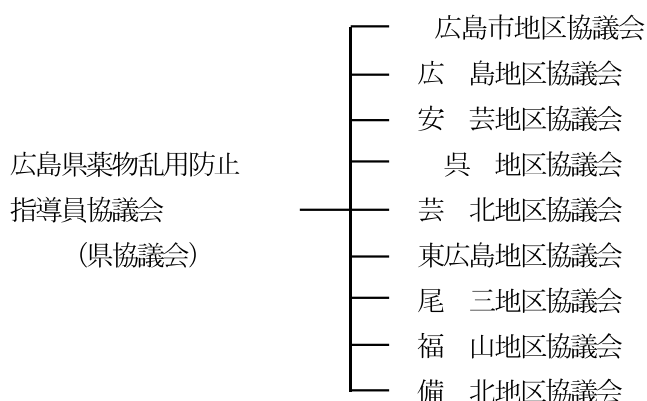 広島県薬物乱用防止
指導員協議会
（県協議会）
広島市地区協議会
広　島地区協議会
安　芸地区協議会
呉　地区協議会
芸　北地区協議会
東広島地区協議会
尾　三地区協議会
福　山地区協議会
備　北地区協議会